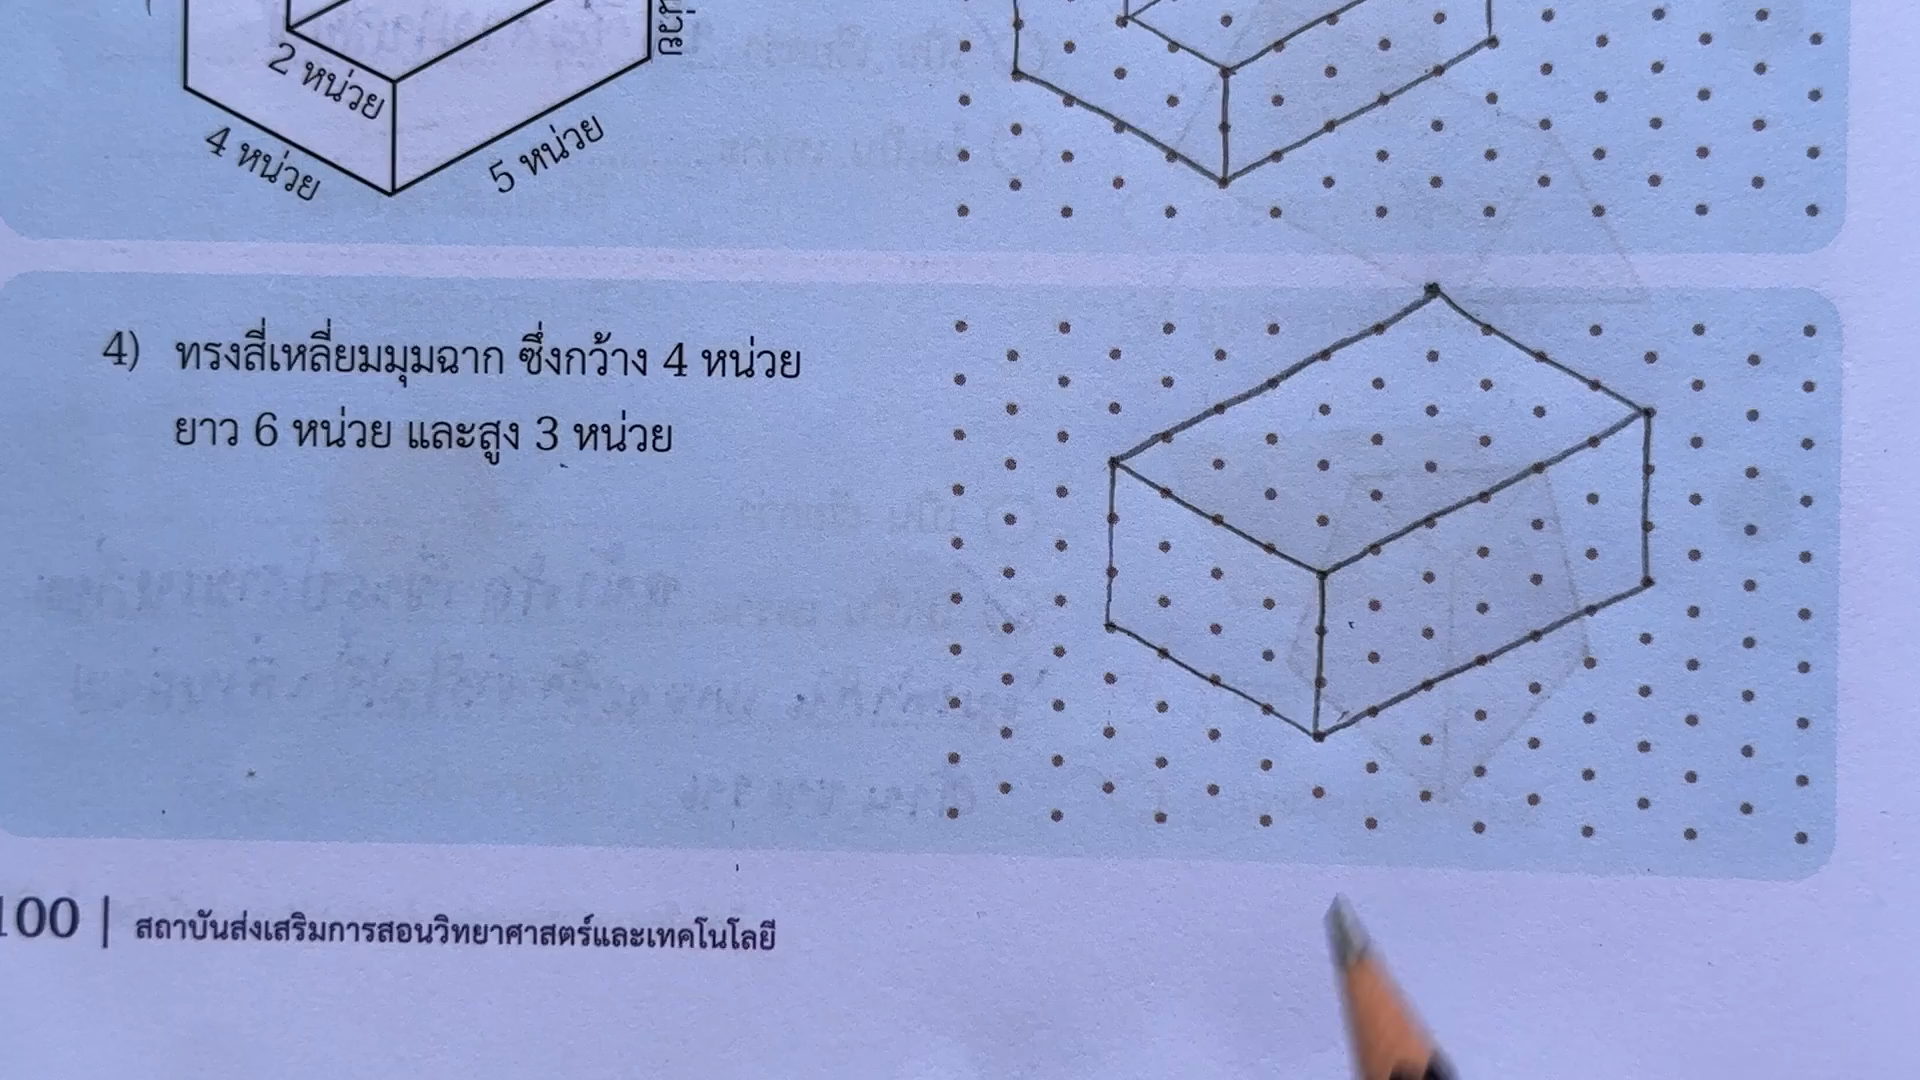 2 หน่วย
4 หน่วย
5 หน่วย
4) ทรงสี่เหลี่ยมมุมฉาก ซึ่งกว้าง 4 หน่วย
ยาว 6 หน่วย และสูง 3 หน่วย
100 | สถาบันส่งเสริมการสอนวิทยาศาสตร์และเทคโนโลยี